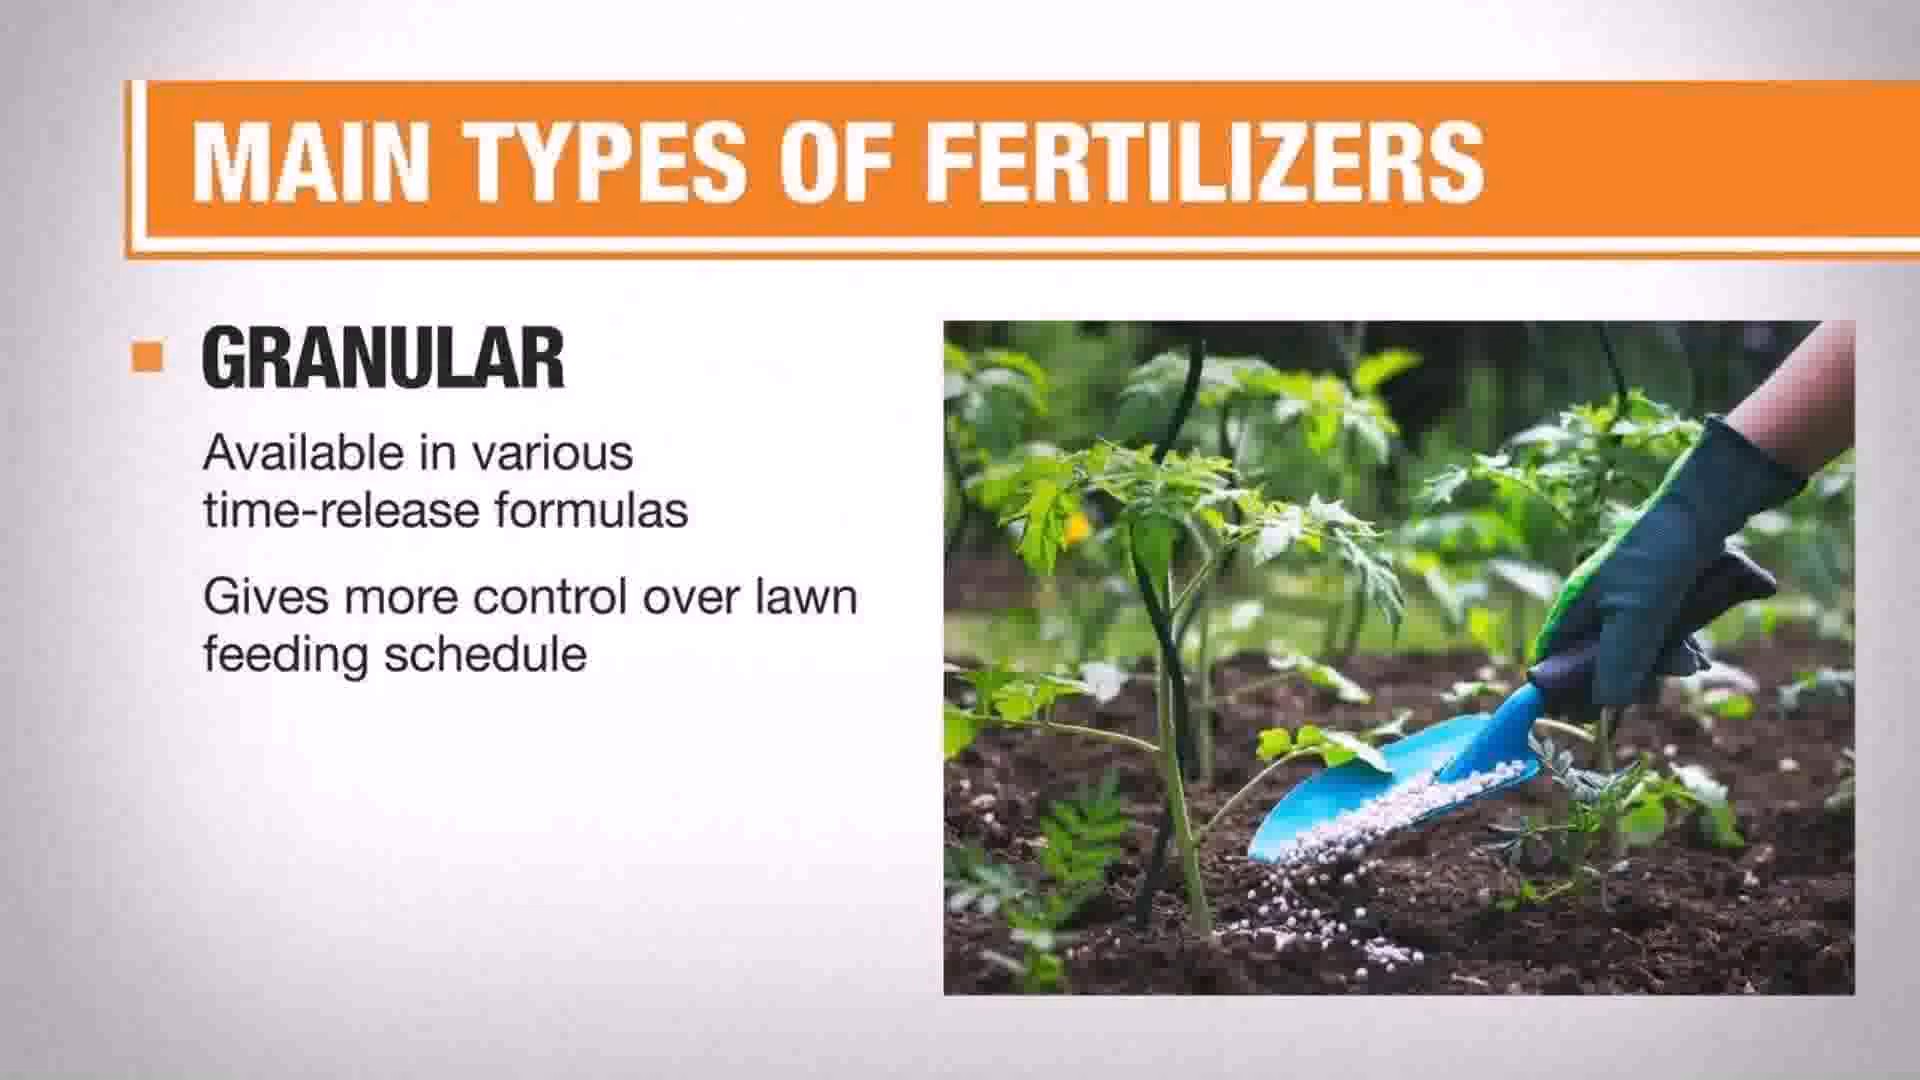 MAIN TYPES OF FERTILIZERS
GRANULAR
Available in various
time-release formulas
Gives more control over lawn
feeding schedule